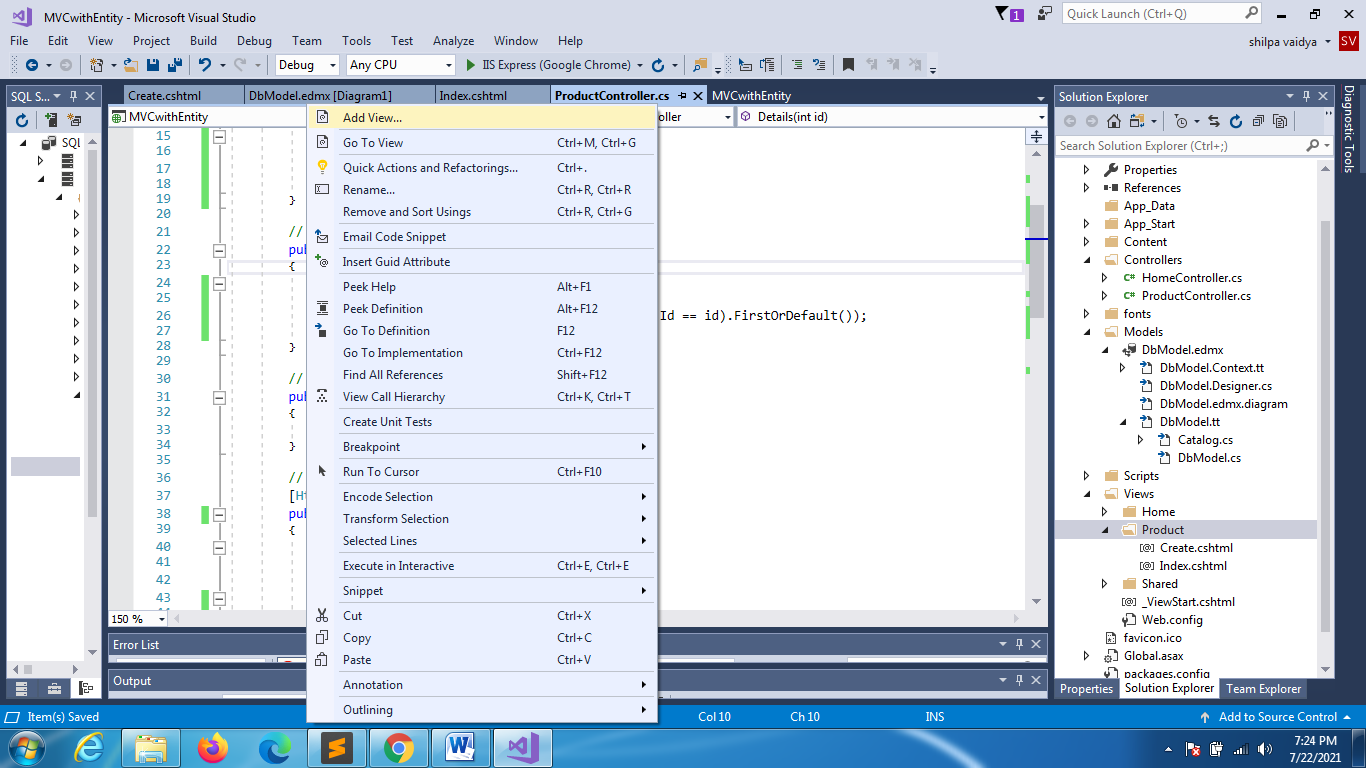 MVCwithEntity - Microsoft Visual Studio
1
Quick Launch (Ctrl+Q)
File Edit View Project Build Debug Team Tools Test Analyze Window Help
shilpa vaidya
SV
Debug
Any CPU
IIS Express (Google Chrome)
SQL S...
Create.cshtml
DbModel.edmx [Diagram1]
Index.cshtml
ProductController.cs
MVCwithEntity
MVCwithEntity
ller
Details(int id)
SQL
15
16
17
18
19 }
20
21 //
22 pub
23 {
24
25
26 Id == id).FirstOrDefault());
27
28 }
29
30 //
31 pub
32 {
33
34 }
35
36 //
37 [Ht
38 pub
39 {
40
41
42
43
150 %
Add View...
Go To View Ctrl+M, Ctrl+G
Quick Actions and Refactorings... Ctrl+.
Rename... Ctrl+R, Ctrl+R
Remove and Sort Usings Ctrl+R, Ctrl+G
Email Code Snippet
Insert Guid Attribute
Peek Help Alt+F1
Peek Definition Alt+F12
Go To Definition F12
Go To Implementation Ctrl+F12
Find All References Shift+F12
View Call Hierarchy Ctrl+K, Ctrl+T
Create Unit Tests
Breakpoint
Run To Cursor Ctrl+F10
Encode Selection
Transform Selection
Selected Lines
Execute in Interactive Ctrl+E, Ctrl+E
Snippet
Cut Ctrl+X
Copy Ctrl+C
Paste Ctrl+V
Annotation
Outlining
Error List
Output
Solution Explorer
Search Solution Explorer (Ctrl+;)
Properties
References
App_Data
App_Start
Content
Controllers
HomeController.cs
ProductController.cs
fonts
Models
DbModel.edmx
DbModel.Context.tt
DbModel.Designer.cs
DbModel.edmx.diagram
DbModel.tt
Catalog.cs
DbModel.cs
Scripts
Views
Home
Product
Create.cshtml
Index.cshtml
Shared
_ViewStart.cshtml
Web.config
favicon.ico
Global.asax
packages.config
Properties
Solution Explorer
Team Explorer
Diagnostic Tools
Item(s) Saved
Col 10
Ch 10
INS
Add to Source Control
7:24 PM
7/22/2021